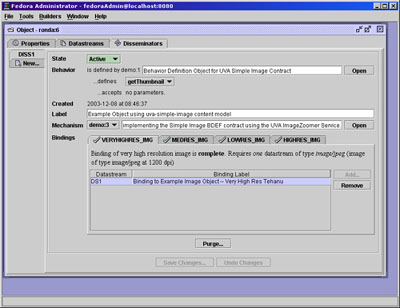 Fedora Administrator - fedoraAdmin@localhost:8080
File Tools Builders Window Help
Object - randa:6
Properties Datastreams Disseminators
DISS1
New...
State Active
Behavior is defined by demo:1 Behavior Definition Object for UVA Simple Image Contract Open
...defines getThumbnail
...accepts no parameters.
Created 2003-12-08 at 08:46:37
Label Example Object using uva-simple-image content model
Mechanism demo:3 implementing the Simple Image BDEF contract using the UVA ImageZoomer Service Open
Bindings VERYHIGHRES_IMG MEDRES_IMG LOWRES_IMG HIGHRES_IMG
Binding of very high resolution image is complete. Requires one datastream of type image/jpeg (image
of type image/jpeg at 1200 dpi)
Datastream Binding Label Add...
DS1 Binding to Example Image Object -- Very High Res Tehanu Remove
Purge...
Save Changes... Undo Changes